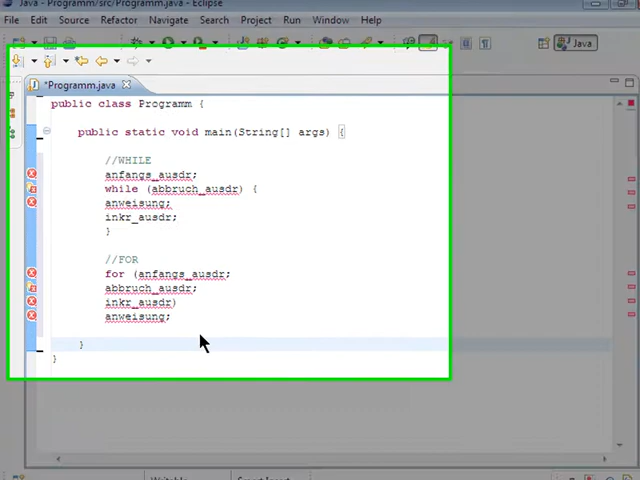 Java - Programm/src/Programm.java - Eclipse
File Edit Source Refactor Navigate Search Project Run Window Help
Java
*Programm.java
public class Programm {
public static void main(String[] args) {
//WHILE
anfangs_ausdr;
while (abbruch_ausdr) {
anweisung;
inkr_ausdr;
}
//FOR
for (anfangs_ausdr;
abbruch_ausdr;
inkr_ausdr)
anweisung;
}
}
Writable Smart Insert